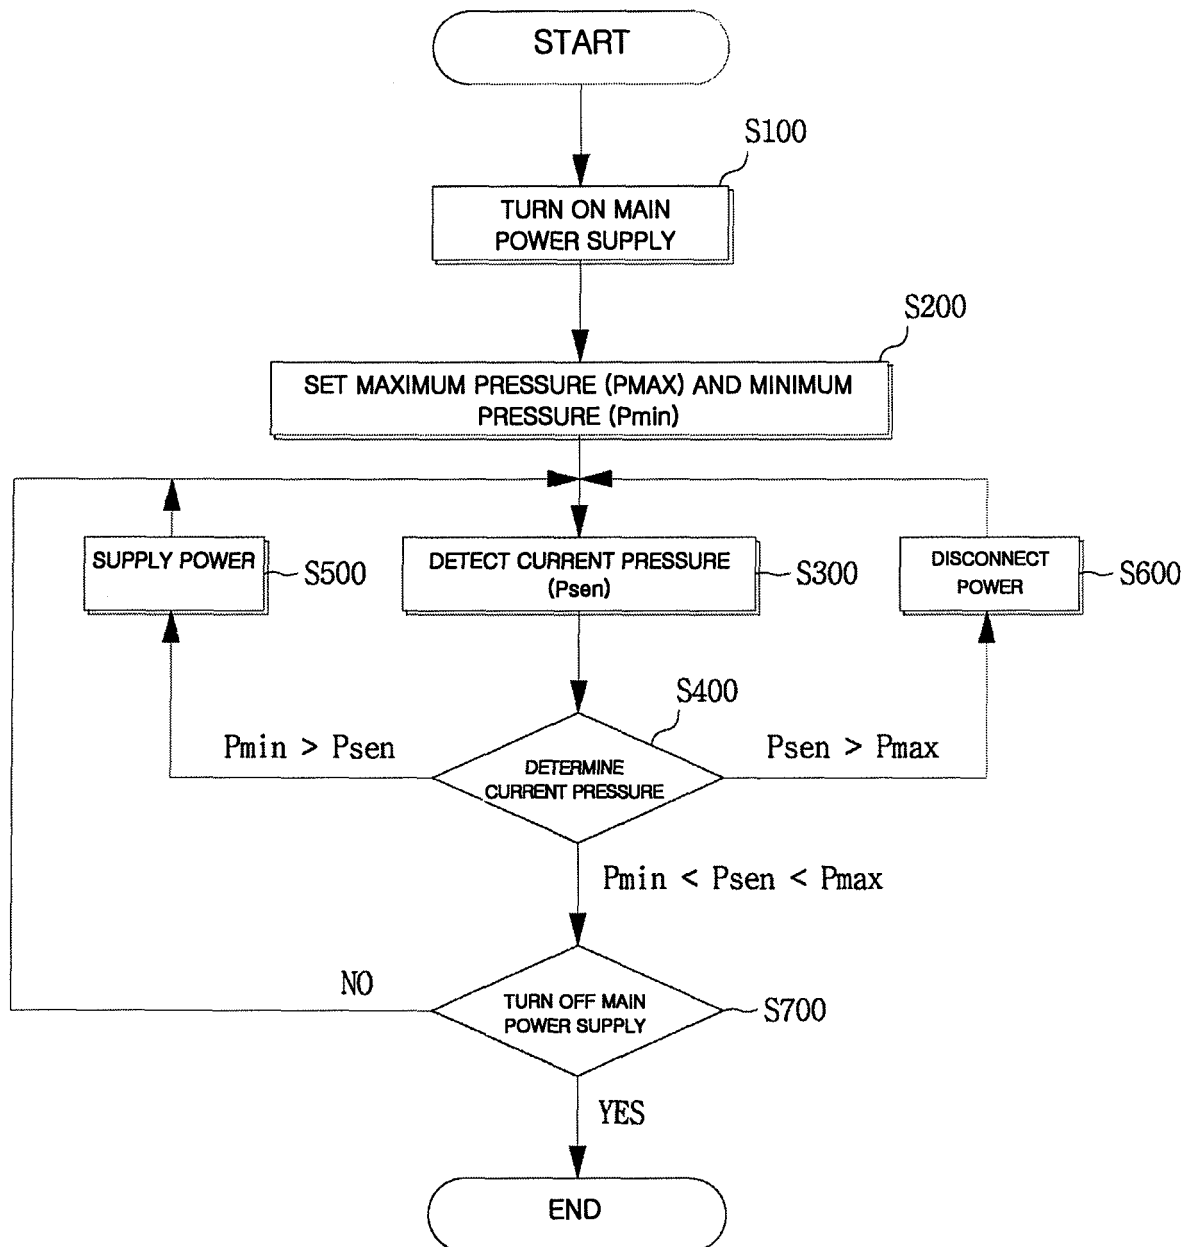 START
S100
TURN ON MAIN
POWER SUPPLY
S200
SET MAXIMUM PRESSURE (PMAX) AND MINIMUM
PRESSURE (Pmin)
SUPPLY POWER
S500
DETECT CURRENT PRESSURE
(Psen)
S300
DISCONNECT
POWER
S600
S400
Pmin > Psen
DETERMINE
CURRENT PRESSURE
Psen > Pmax
Pmin < Psen < Pmax
NO
TURN OFF MAIN
POWER SUPPLY
S700
YES
END